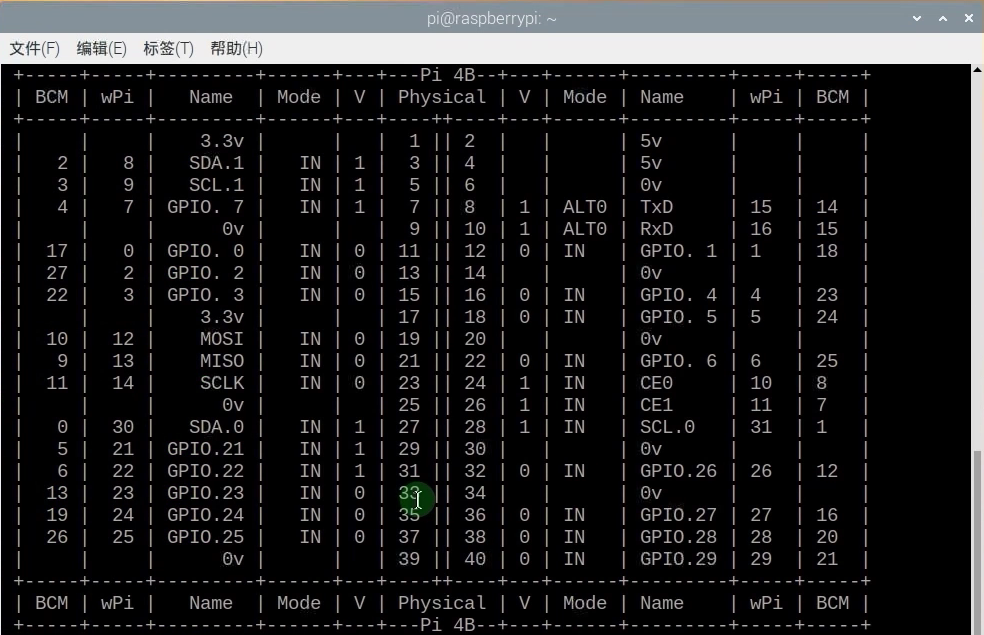 pi@raspberrypi: ~
文件(F) 编辑(E) 标签(T) 帮助(H)
+-----+-----+---------+------+---+---Pi 4B--+---+------+---------+-----+-----+
| BCM | wPi |   Name  | Mode | V | Physical | V | Mode | Name    | wPi | BCM |
+-----+-----+---------+------+---+----++----+---+------+---------+-----+-----+
|     |     |    3.3v |      |   |  1 || 2  |   |      | 5v      |     |     |
|   2 |   8 |   SDA.1 |   IN | 1 |  3 || 4  |   |      | 5v      |     |     |
|   3 |   9 |   SCL.1 |   IN | 1 |  5 || 6  |   |      | 0v      |     |     |
|   4 |   7 | GPIO. 7 |   IN | 1 |  7 || 8  | 1 | ALT0 | TxD     | 15  | 14  |
|     |     |      0v |      |   |  9 || 10 | 1 | ALT0 | RxD     | 16  | 15  |
|  17 |   0 | GPIO. 0 |   IN | 0 | 11 || 12 | 0 | IN   | GPIO. 1 | 1   | 18  |
|  27 |   2 | GPIO. 2 |   IN | 0 | 13 || 14 |   |      | 0v      |     |     |
|  22 |   3 | GPIO. 3 |   IN | 0 | 15 || 16 | 0 | IN   | GPIO. 4 | 4   | 23  |
|     |     |    3.3v |      |   | 17 || 18 | 0 | IN   | GPIO. 5 | 5   | 24  |
|  10 |  12 |    MOSI |   IN | 0 | 19 || 20 |   |      | 0v      |     |     |
|   9 |  13 |    MISO |   IN | 0 | 21 || 22 | 0 | IN   | GPIO. 6 | 6   | 25  |
|  11 |  14 |    SCLK |   IN | 0 | 23 || 24 | 1 | IN   | CE0     | 10  | 8   |
|     |     |      0v |      |   | 25 || 26 | 1 | IN   | CE1     | 11  | 7   |
|   0 |  30 |   SDA.0 |   IN | 1 | 27 || 28 | 1 | IN   | SCL.0   | 31  | 1   |
|   5 |  21 | GPIO.21 |   IN | 1 | 29 || 30 |   |      | 0v      |     |     |
|   6 |  22 | GPIO.22 |   IN | 1 | 31 || 32 | 0 | IN   | GPIO.26 | 26  | 12  |
|  13 |  23 | GPIO.23 |   IN | 0 | 33 || 34 |   |      | 0v      |     |     |
|  19 |  24 | GPIO.24 |   IN | 0 | 35 || 36 | 0 | IN   | GPIO.27 | 27  | 16  |
|  26 |  25 | GPIO.25 |   IN | 0 | 37 || 38 | 0 | IN   | GPIO.28 | 28  | 20  |
|     |     |      0v |      |   | 39 || 40 | 0 | IN   | GPIO.29 | 29  | 21  |
+-----+-----+---------+------+---+----++----+---+------+---------+-----+-----+
| BCM | wPi |   Name  | Mode | V | Physical | V | Mode | Name    | wPi | BCM |
+-----+-----+---------+------+---+---Pi 4B--+---+------+---------+-----+-----+